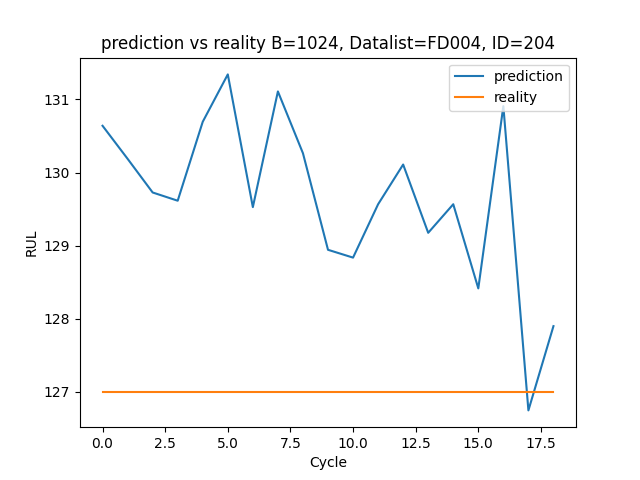 prediction vs reality B=1024, Datalist=FD004, ID=204
prediction
reality
131
130
129
128
127
RUL
0.0 2.5 5.0 7.5 10.0 12.5 15.0 17.5
Cycle